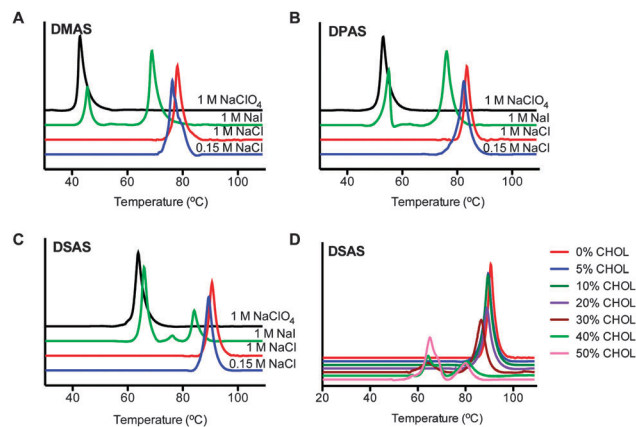 A
DMAS
1 M NaClO4
1 M NaI
1 M NaCl
0.15 M NaCl
40 60 80 100
Temperature (ºC)
B
DPAS
1 M NaClO4
1 M NaI
1 M NaCl
0.15 M NaCl
40 60 80 100
Temperature (ºC)
C
DSAS
1 M NaClO4
1 M NaI
1 M NaCl
0.15 M NaCl
40 60 80 100
Temperature (ºC)
D
DSAS
0% CHOL
5% CHOL
10% CHOL
20% CHOL
30% CHOL
40% CHOL
50% CHOL
20 40 60 80 100
Temperature (ºC)